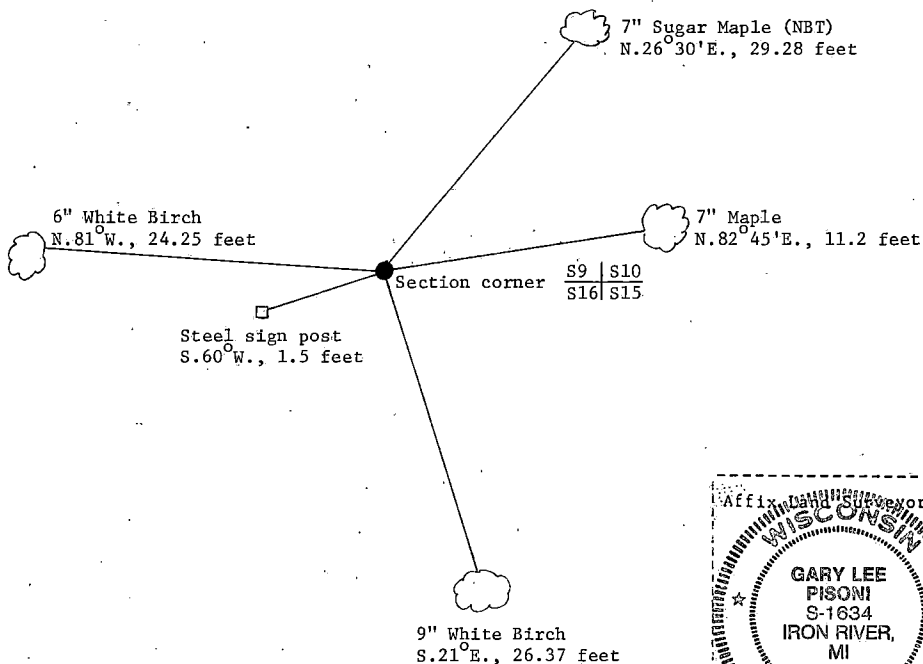 7" Sugar Maple (NBT)
N.26°30'E., 29.28 feet
6" White Birch
N.81°W., 24.25 feet
7" Maple
N.82°45'E., 11.2 feet
Section corner
S9 | S10
S16 | S15
Steel sign post
S.60°W., 1.5 feet
9" White Birch
S.21°E., 26.37 feet
Affix Land Surveyor
WISCONSIN
GARY LEE
PISONI
S-1634
IRON RIVER,
MI